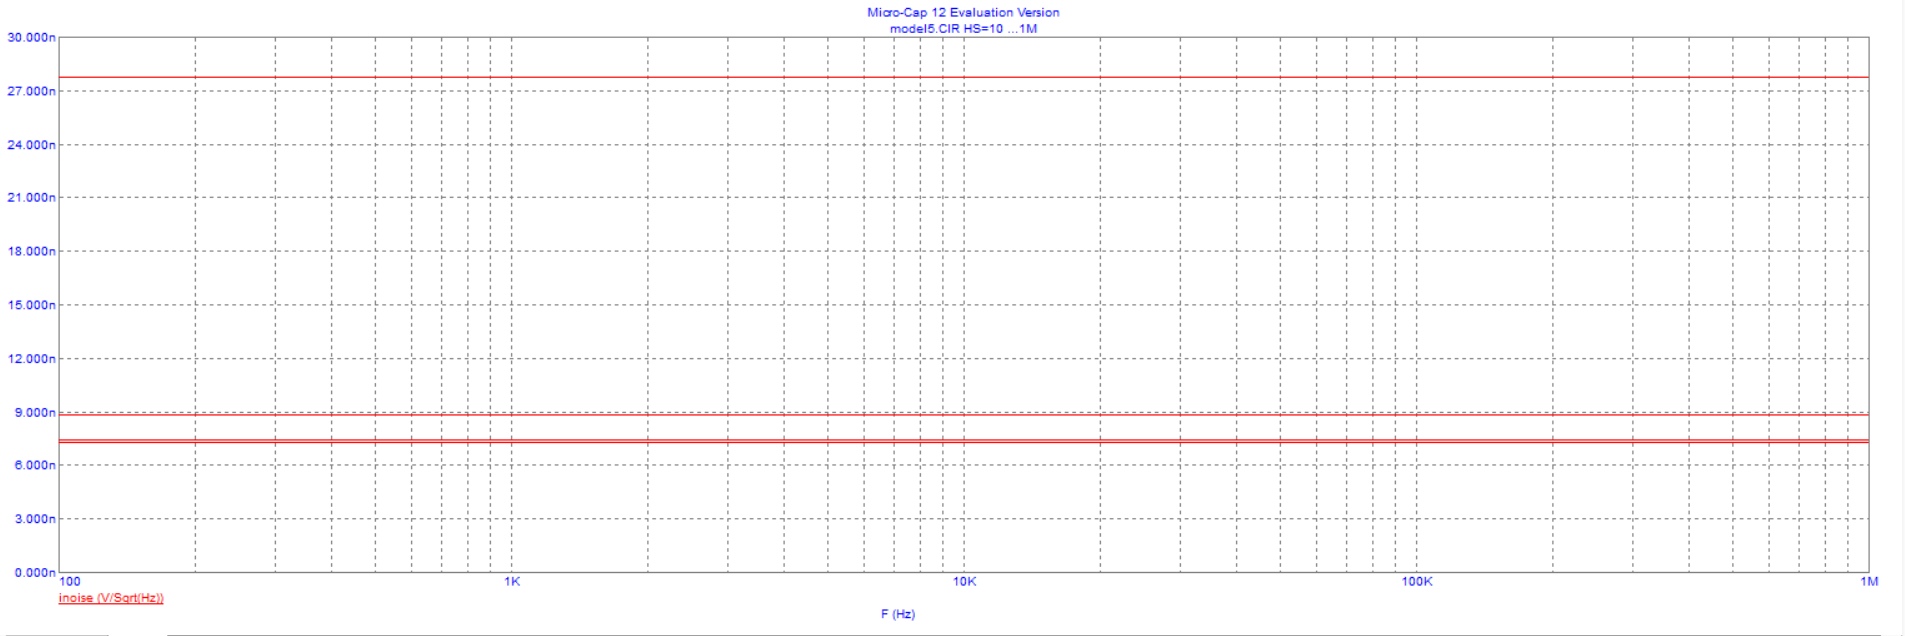 Micro-Cap 12 Evaluation Version
model5.CIR HS=10 ...1M
30.000n
27.000n
24.000n
21.000n
18.000n
15.000n
12.000n
9.000n
6.000n
3.000n
0.000n
100 1K 10K 100K 1M
inoise (V/Sqrt(Hz))
F (Hz)